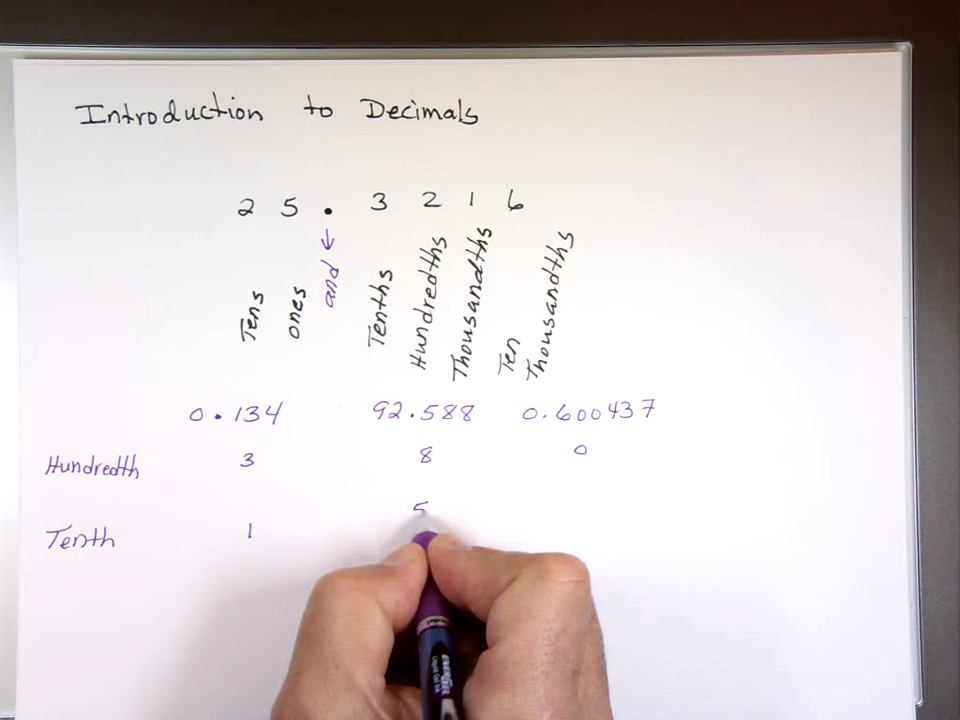 Introduction to Decimals
2 5 . 3 2 1 6
Tens ones and Tenths Hundredths Thousandths Ten Thousandths
0.134 92.588 0.600437
Hundredth 3 8 0
Tenth 1 5